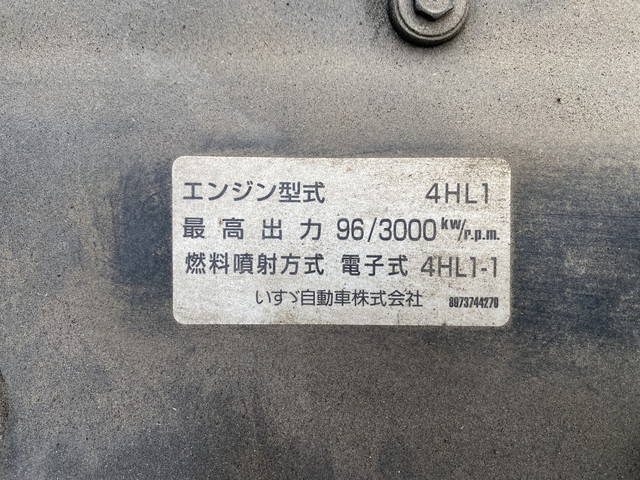 エンジン型式 4HL1
最高出力 96/3000 kw/r.p.m.
燃料噴射方式 電子式 4HL1-1
いすゞ自動車株式会社 8973744270